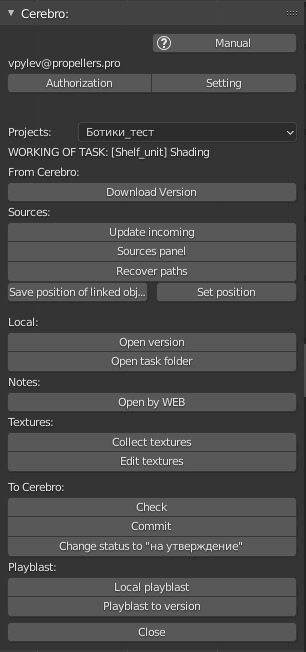 Cerebro:
? Manual
vpylev@propellers.pro
Authorization Setting
Projects: Ботики_тест
WORKING OF TASK: [Shelf_unit] Shading
From Cerebro:
Download Version
Sources:
Update incoming
Sources panel
Recover paths
Save position of linked obj... Set position
Local:
Open version
Open task folder
Notes:
Open by WEB
Textures:
Collect textures
Edit textures
To Cerebro:
Check
Commit
Change status to "на утверждение"
Playblast:
Local playblast
Playblast to version
Close